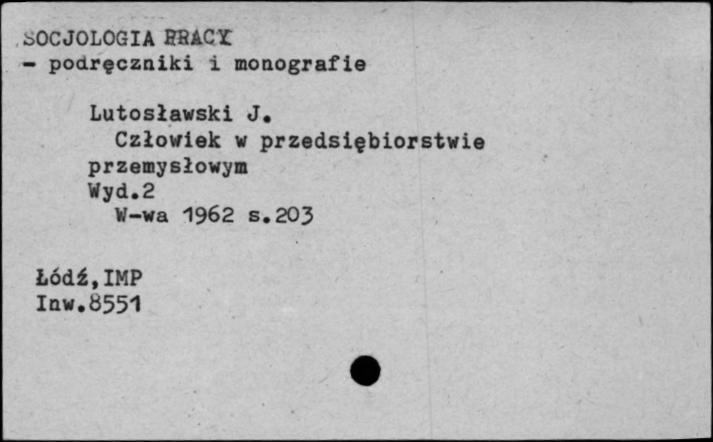 SOCJOLOGIA PRACY
- podręczniki i monografie
Lutosławski J.
Człowiek w przedsiębiorstwie
przemysłowym
Wyd.2
W-wa 1962 s.203
Łódź,IMP
Inw.8551